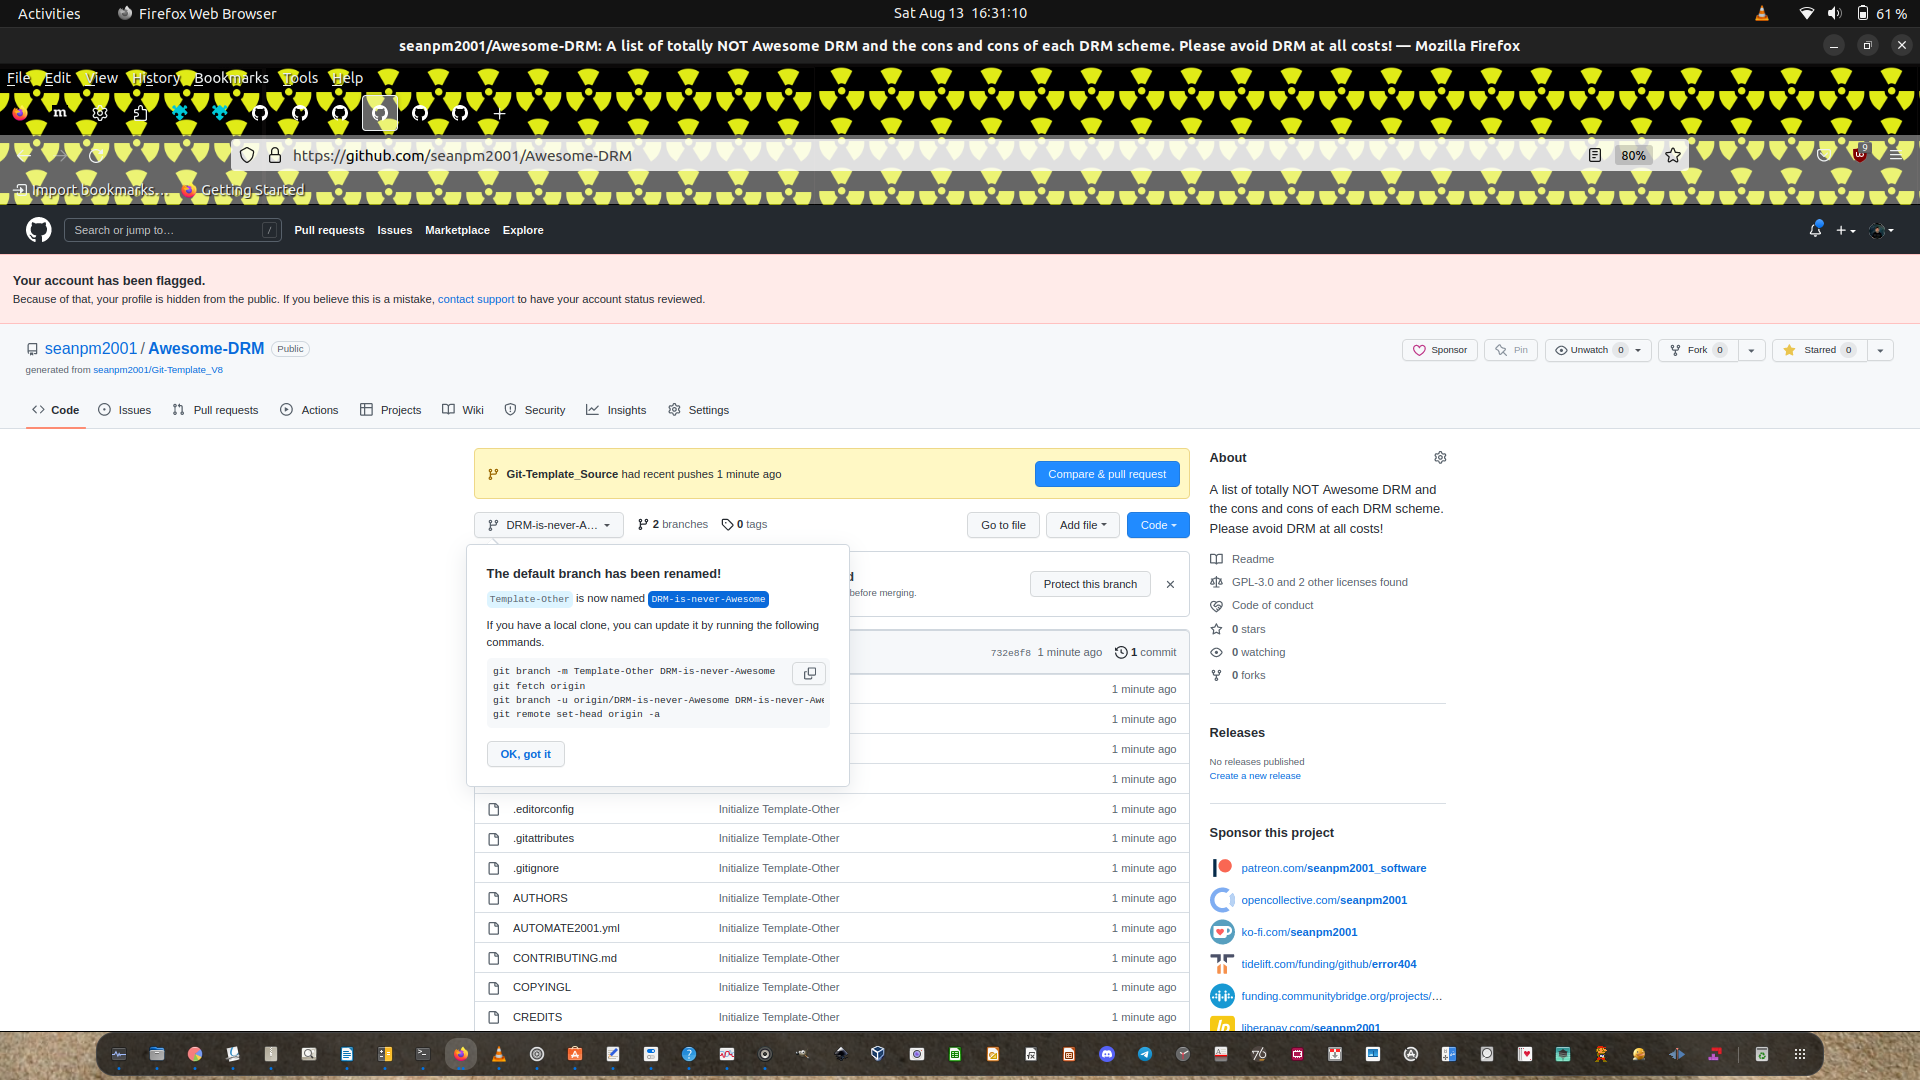 Activities
Firefox Web Browser
Sat Aug 13 16:31:10
61 %
seanpm2001/Awesome-DRM: A list of totally NOT Awesome DRM and the cons and cons of each DRM scheme. Please avoid DRM at all costs! — Mozilla Firefox
File Edit View History Bookmarks Tools Help
https://github.com/seanpm2001/Awesome-DRM
80%
9
Import bookmarks...
Getting Started
Search or jump to…
/
Pull requests
Issues
Marketplace
Explore
Your account has been flagged.
Because of that, your profile is hidden from the public. If you believe this is a mistake, contact support to have your account status reviewed.
seanpm2001 / Awesome-DRM
Public
Sponsor
Pin
Unwatch 0
Fork 0
Starred 0
generated from seanpm2001/Git-Template_V8
Code
Issues
Pull requests
Actions
Projects
Wiki
Security
Insights
Settings
Git-Template_Source had recent pushes 1 minute ago
Compare & pull request
DRM-is-never-A…
2 branches
0 tags
Go to file
Add file
Code
The default branch has been renamed!
Template-Other is now named DRM-is-never-Awesome
If you have a local clone, you can update it by running the following
commands.
git branch -m Template-Other DRM-is-never-Awesome
git fetch origin
git branch -u origin/DRM-is-never-Awesome DRM-is-never-Awe
git remote set-head origin -a
OK, got it
before merging.
Protect this branch
732e8f8 1 minute ago
1 commit
1 minute ago
1 minute ago
1 minute ago
1 minute ago
.editorconfig Initialize Template-Other 1 minute ago
.gitattributes Initialize Template-Other 1 minute ago
.gitignore Initialize Template-Other 1 minute ago
AUTHORS Initialize Template-Other 1 minute ago
AUTOMATE2001.yml Initialize Template-Other 1 minute ago
CONTRIBUTING.md Initialize Template-Other 1 minute ago
COPYINGL Initialize Template-Other 1 minute ago
CREDITS Initialize Template-Other 1 minute ago
About
A list of totally NOT Awesome DRM and
the cons and cons of each DRM scheme.
Please avoid DRM at all costs!
Readme
GPL-3.0 and 2 other licenses found
Code of conduct
0 stars
0 watching
0 forks
Releases
No releases published
Create a new release
Sponsor this project
patreon.com/seanpm2001_software
opencollective.com/seanpm2001
ko-fi.com/seanpm2001
tidelift.com/funding/github/error404
funding.communitybridge.org/projects/…
liberapay.com/seanpm2001